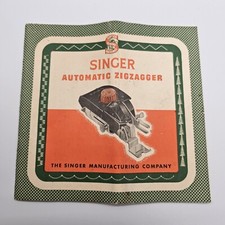 SINGER
AUTOMATIC ZIGZAGGER
THE SINGER MANUFACTURING COMPANY